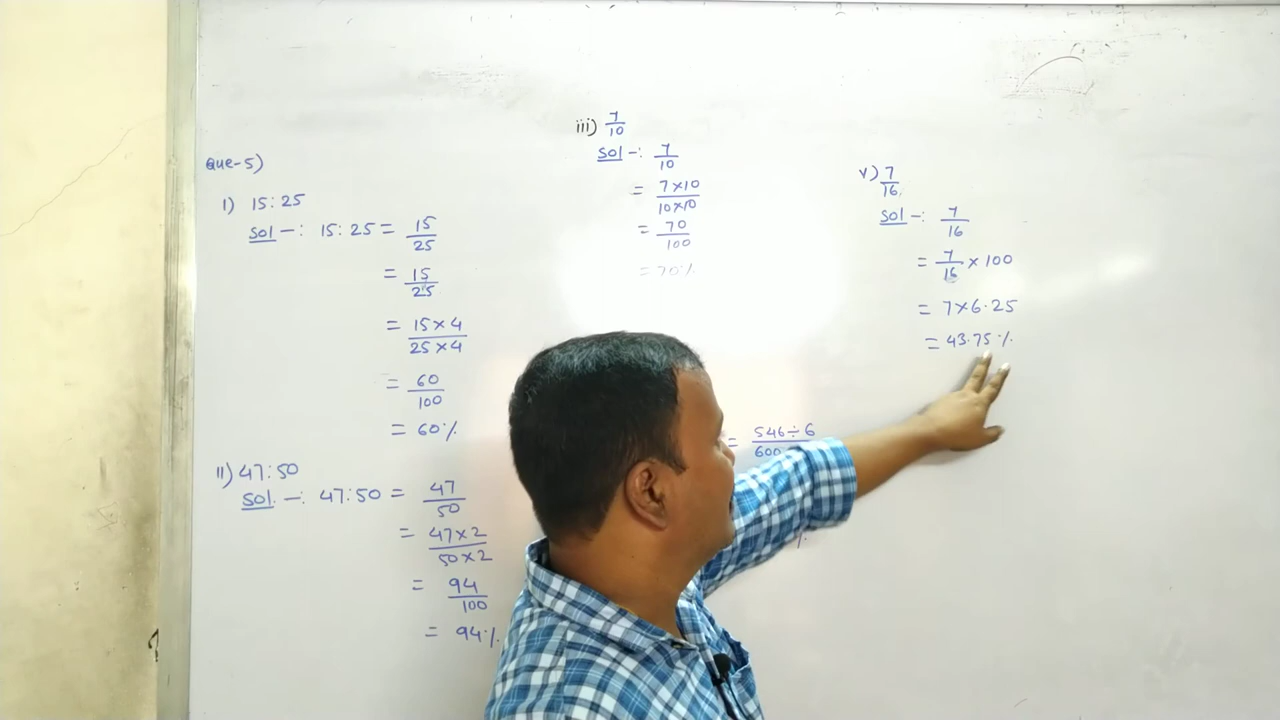 Que-5)
i) 15:25
Sol -: 15:25 = 15/25
= 15/25
= 15×4/25×4
= 60/100
= 60%
ii) 47:50
Sol. -: 47:50 = 47/50
= 47×2/50×2
= 94/100
= 94%.
iii) 7/10
Sol -: 7/10
= 7×10/10×10
= 70/100
= 70%
= 546÷6/600
%
v) 7/16
Sol -: 7/16
= 7/16 × 100
= 7×6.25
= 43.75%